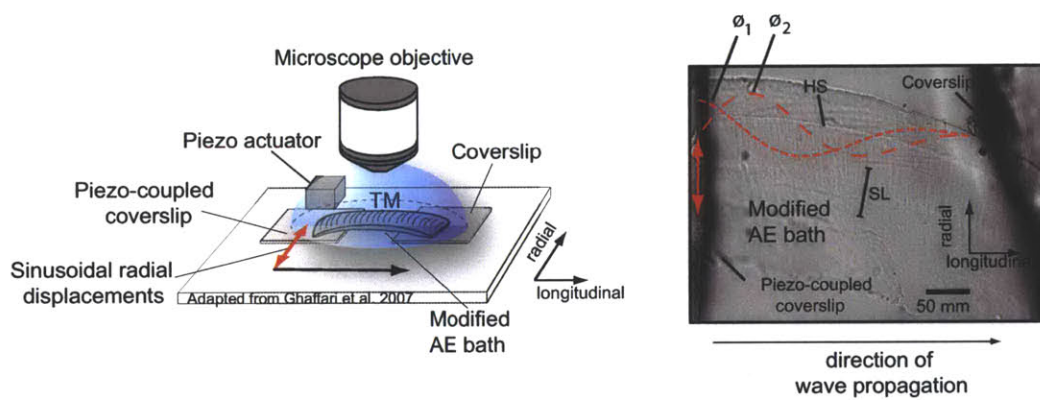 Microscope objective
Piezo actuator
Coverslip
Piezo-coupled
coverslip
TM
Sinusoidal radial
displacements
Adapted from Ghaffari et al. 2007
Modified
AE bath
radial
longitudinal
ø1
ø2
HS
Coverslip
SL
Modified
AE bath
radial
longitudinal
Piezo-coupled
coverslip
50 mm
direction of
wave propagation